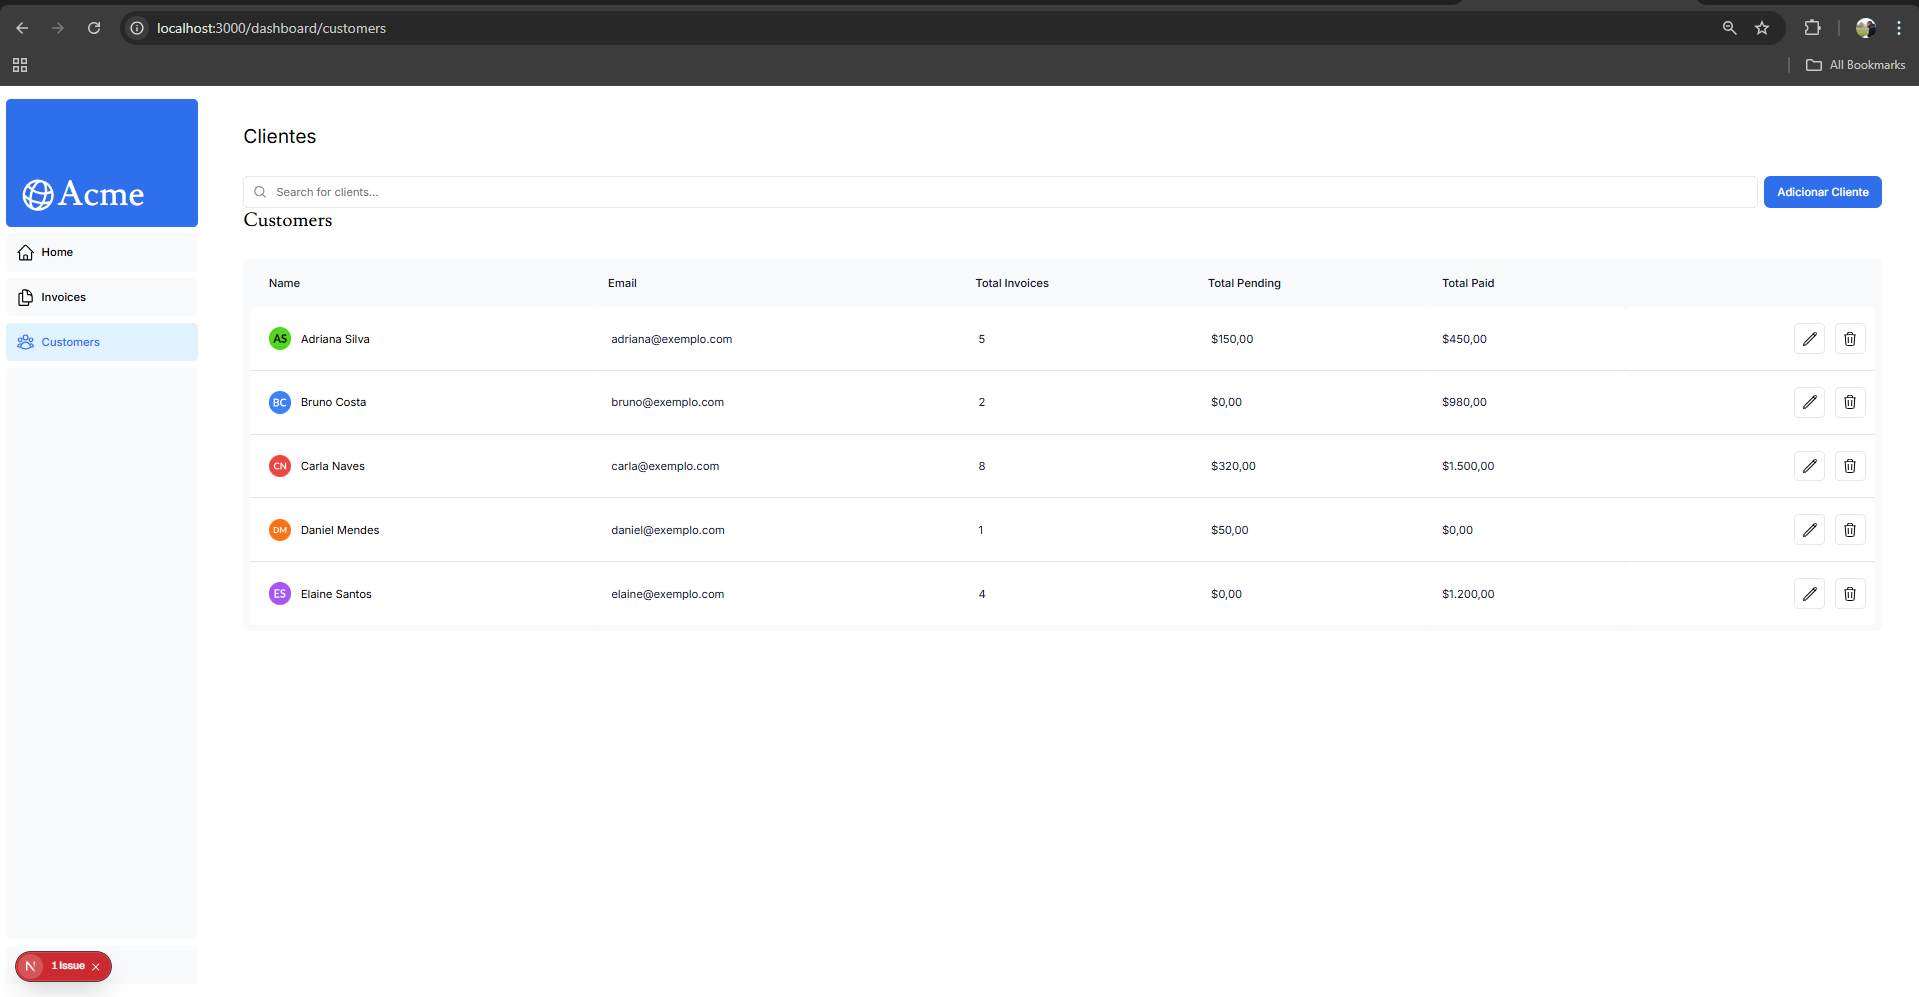 localhost:3000/dashboard/customers
All Bookmarks
Acme
Home
Invoices
Customers
Clientes
Search for clients...
Adicionar Cliente
Customers
Name Email Total Invoices Total Pending Total Paid
AS Adriana Silva adriana@exemplo.com 5 $150,00 $450,00
BC Bruno Costa bruno@exemplo.com 2 $0,00 $980,00
CN Carla Naves carla@exemplo.com 8 $320,00 $1.500,00
DM Daniel Mendes daniel@exemplo.com 1 $50,00 $0,00
ES Elaine Santos elaine@exemplo.com 4 $0,00 $1.200,00
N 1 Issue